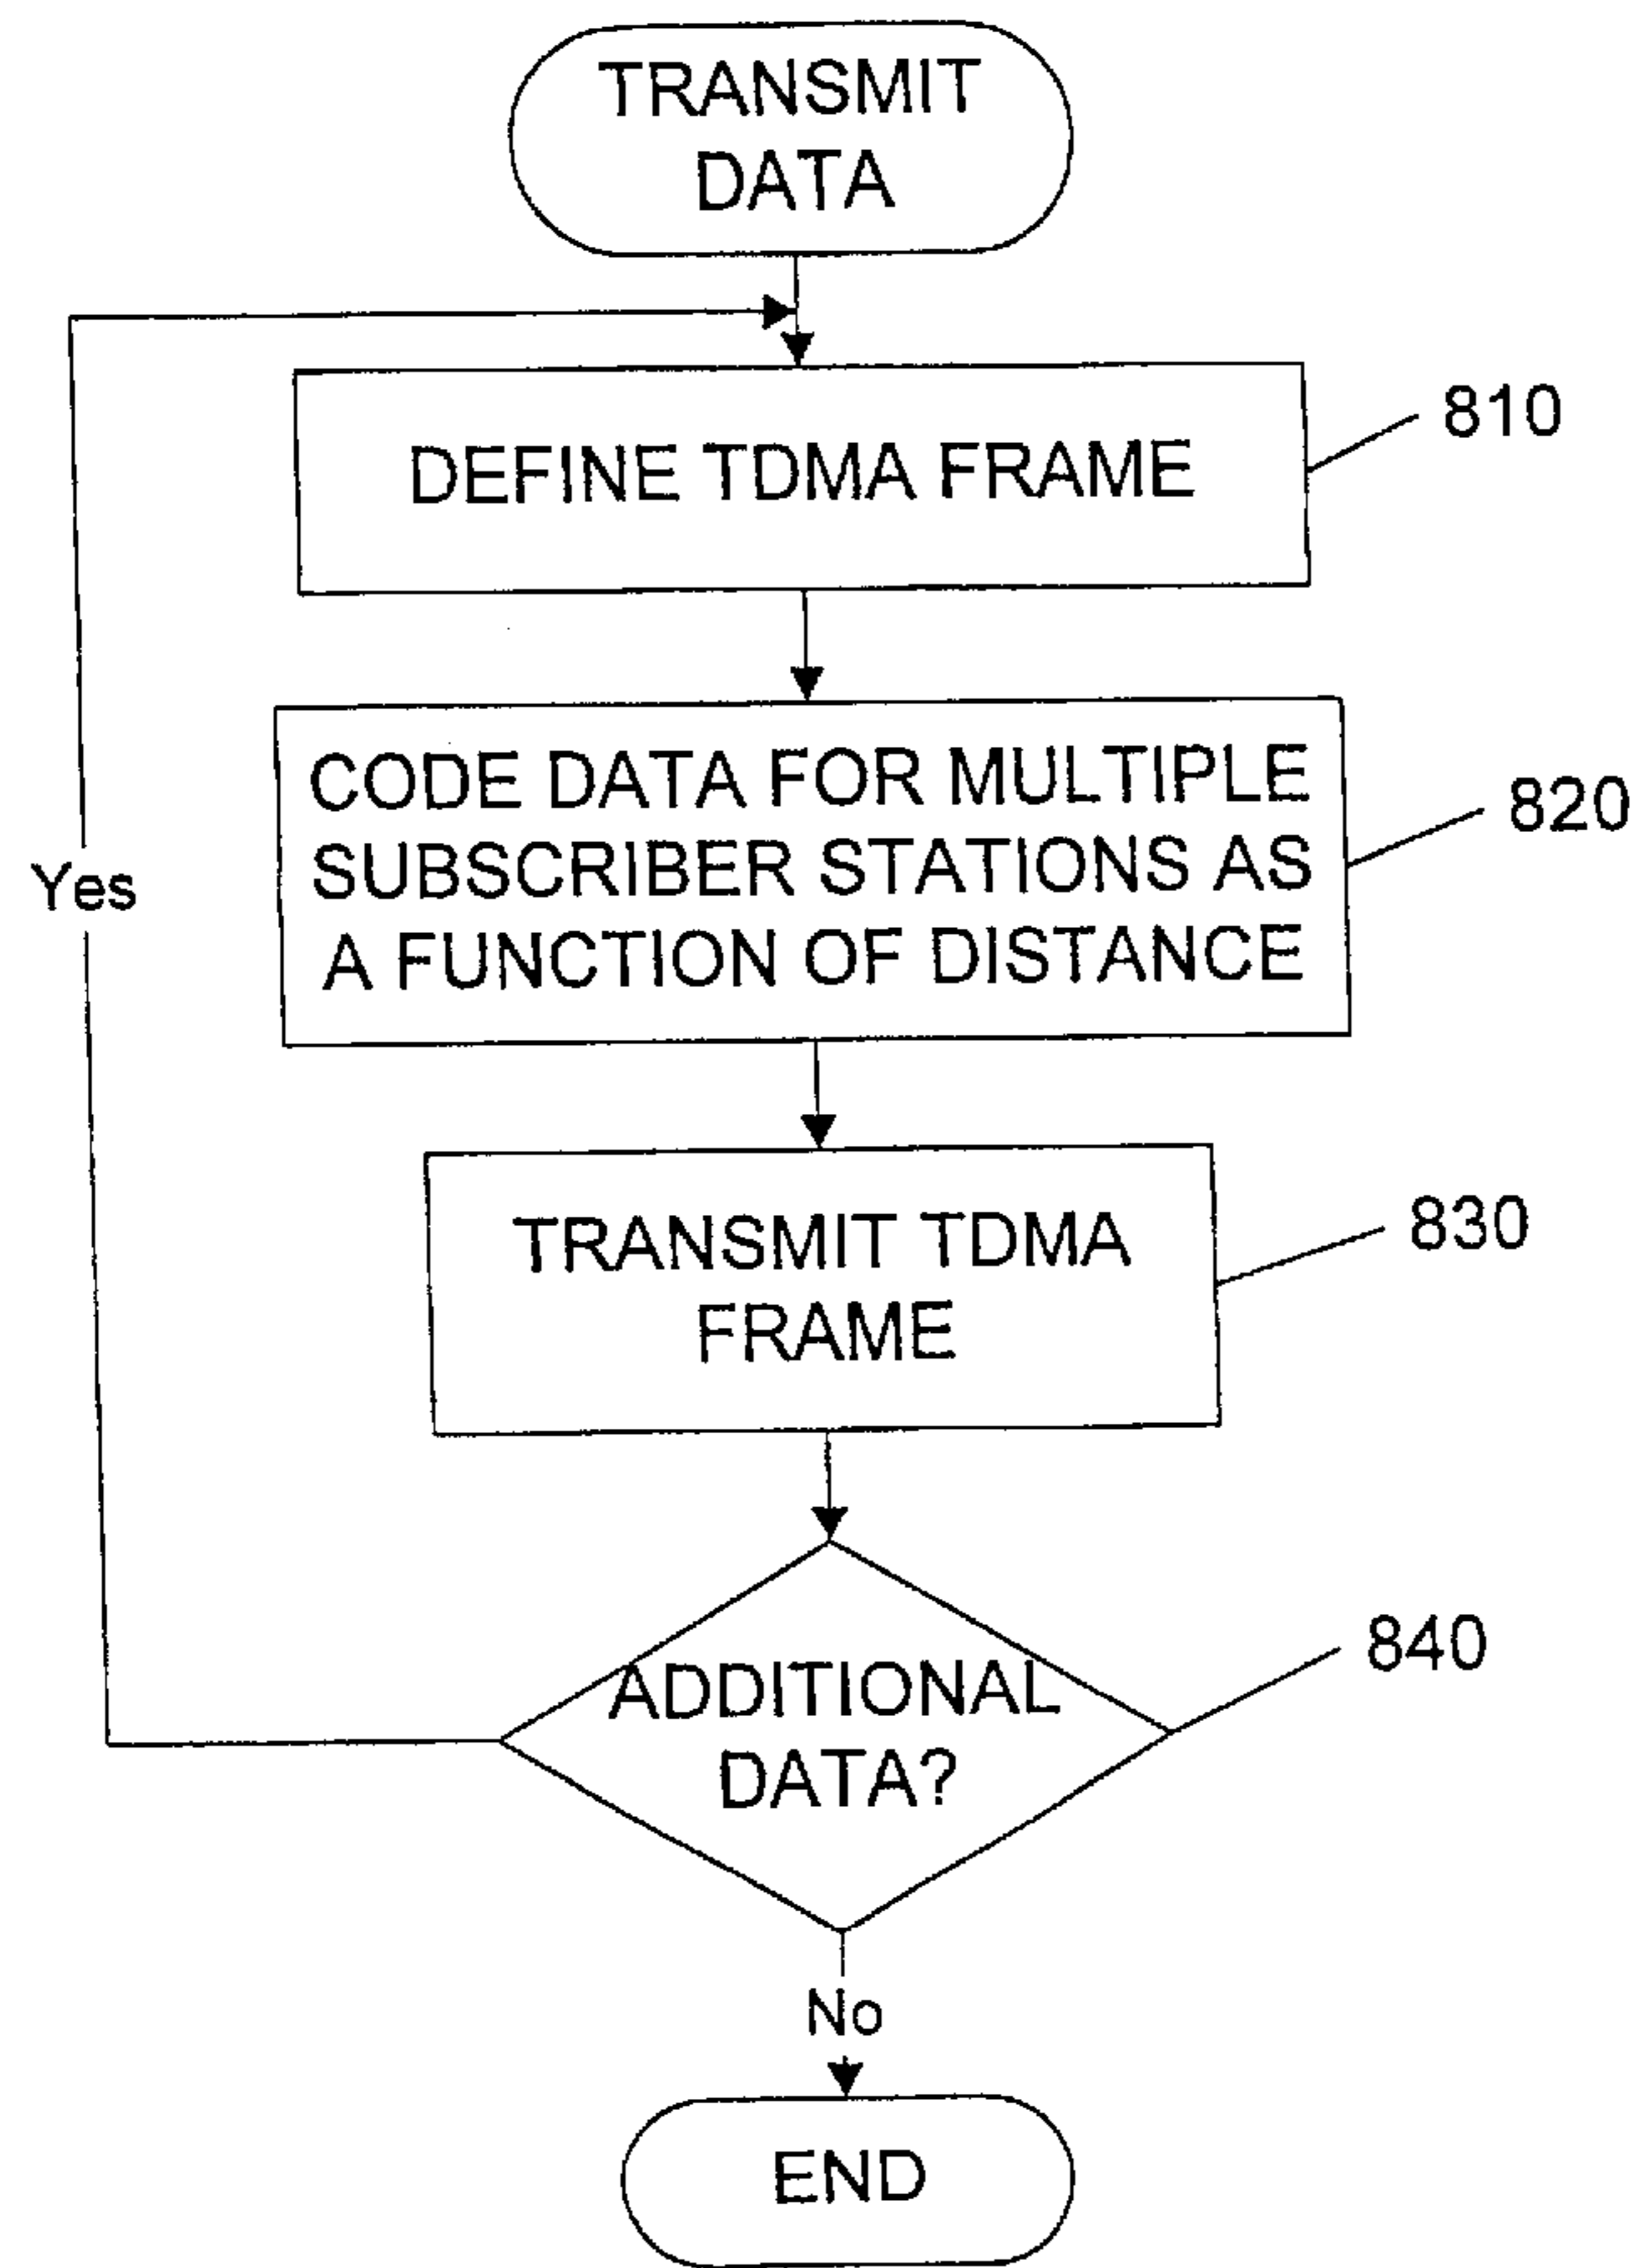 TRANSMIT
DATA
DEFINE TDMA FRAME
810
CODE DATA FOR MULTIPLE
SUBSCRIBER STATIONS AS
A FUNCTION OF DISTANCE
820
Yes
TRANSMIT TDMA
FRAME
830
ADDITIONAL
DATA?
840
No
END